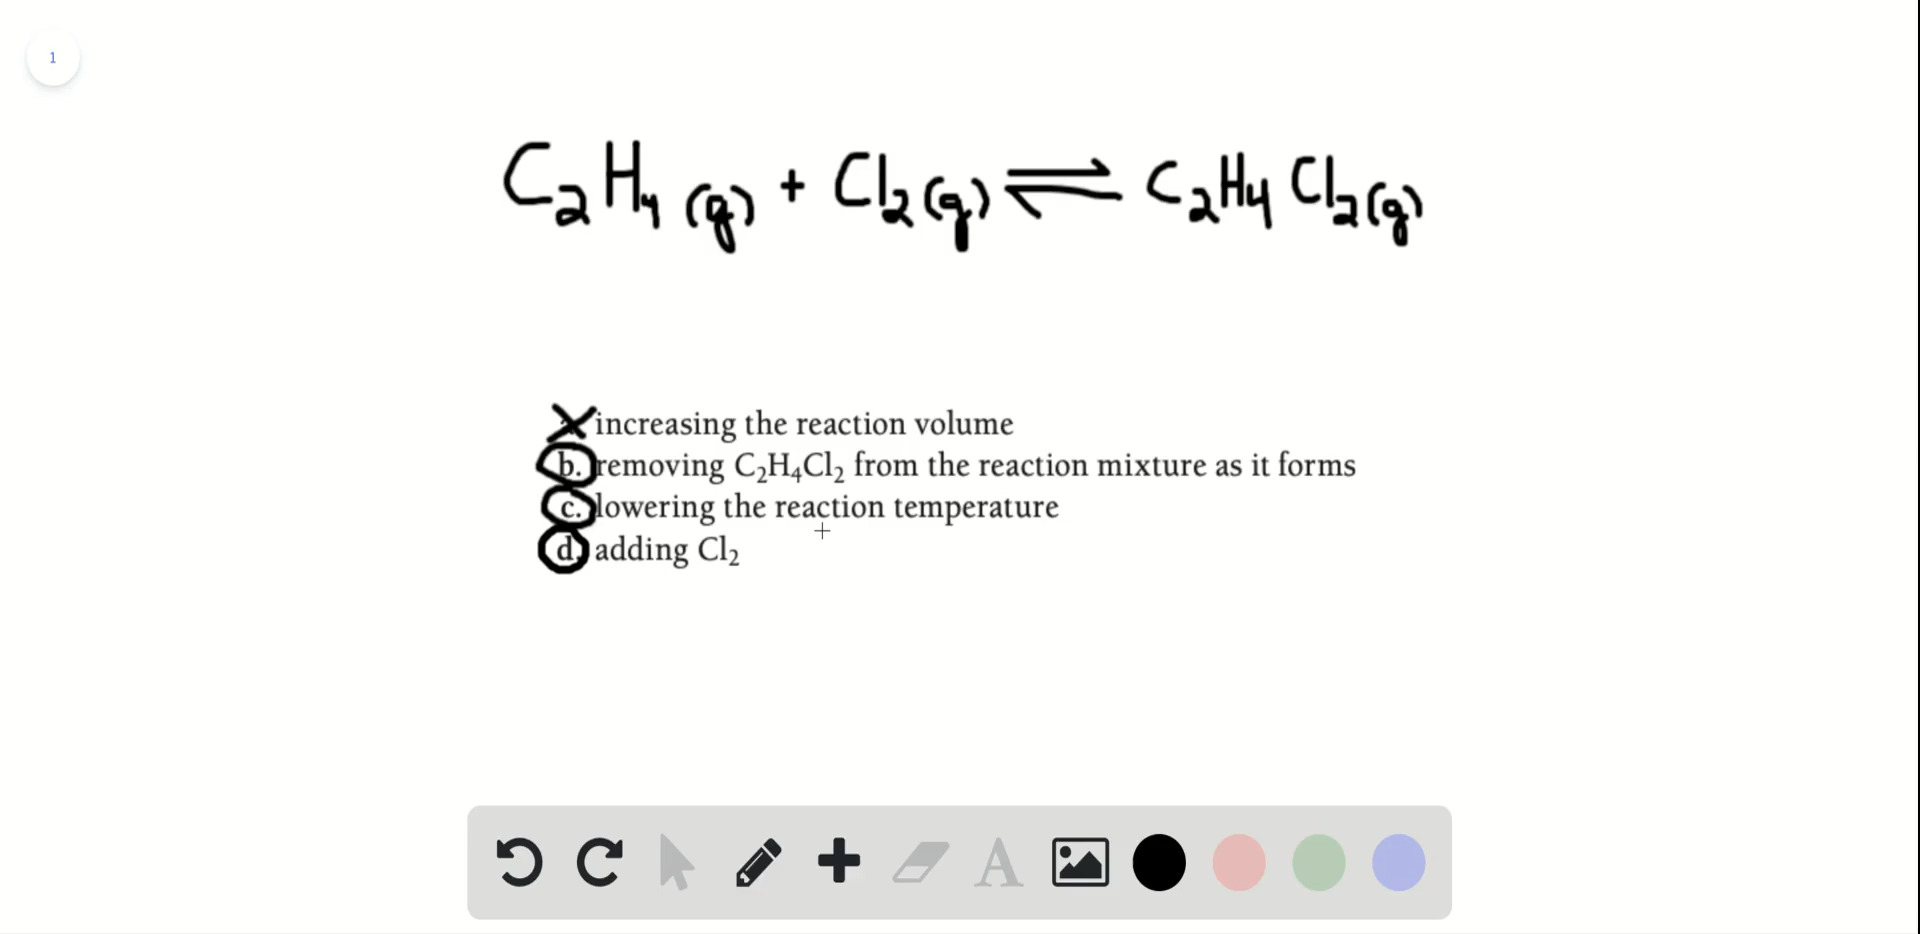 1
C₂H₄ (g) + Cl₂(g) ⇌ C₂H₄Cl₂(g)
increasing the reaction volume
b. removing C₂H₄Cl₂ from the reaction mixture as it forms
c. lowering the reaction temperature
d. adding Cl₂
A